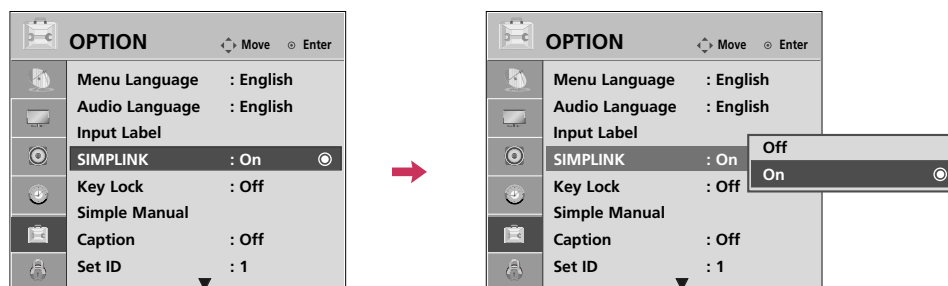 OPTION Move Enter
Menu Language : English
Audio Language : English
Input Label
SIMPLINK : On
Key Lock : Off
Simple Manual
Caption : Off
Set ID : 1
OPTION Move Enter
Menu Language : English
Audio Language : English
Input Label
SIMPLINK : On
Key Lock : Off
Simple Manual
Caption : Off
Set ID : 1
Off
On